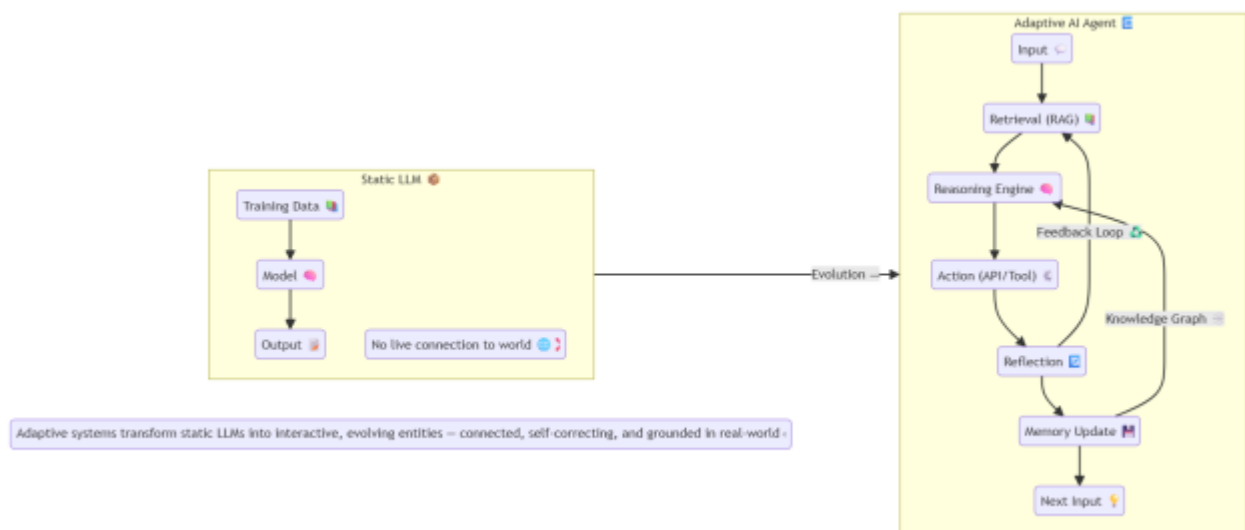 Static LLM
Training Data
Model
Output
No live connection to world
Adaptive systems transform static LLMs into interactive, evolving entities — connected, self-correcting, and grounded in real-world
Evolution
Adaptive AI Agent
Input
Retrieval (RAG)
Reasoning Engine
Feedback Loop
Action (API/Tool)
Knowledge Graph
Reflection
Memory Update
Next Input